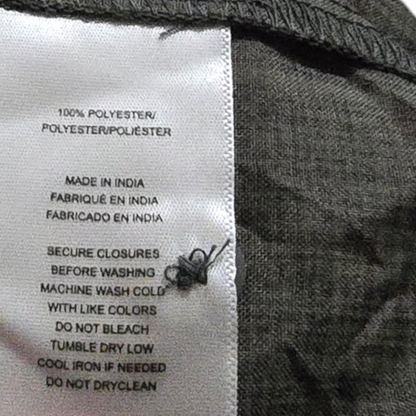 100% POLYESTER/
POLYESTER/POLIÉSTER
MADE IN INDIA
FABRIQUÉ EN INDIA
FABRICADO EN INDIA
SECURE CLOSURES
BEFORE WASHING
MACHINE WASH COLD
WITH LIKE COLORS
DO NOT BLEACH
TUMBLE DRY LOW
COOL IRON IF NEEDED
DO NOT DRYCLEAN